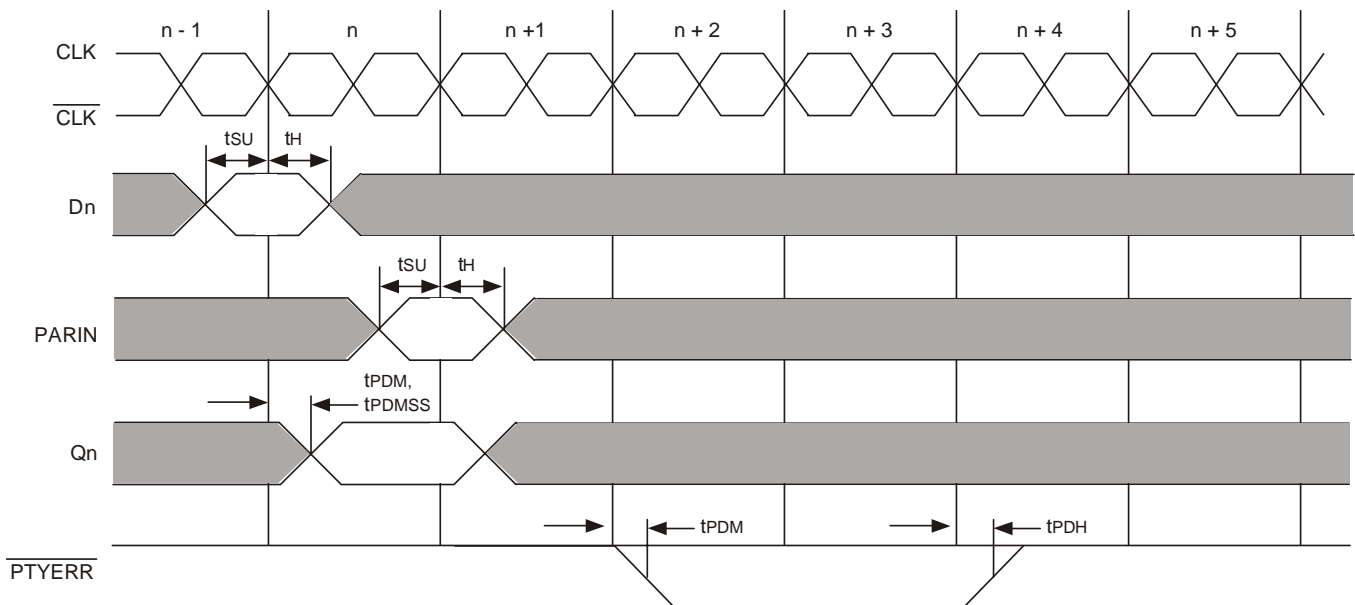 n - 1 n n +1 n + 2 n + 3 n + 4 n + 5
CLK
CLK
tSU tH
Dn
tSU tH
PARIN
tPDM,
tPDMSS
Qn
tPDM tPDH
PTYERR